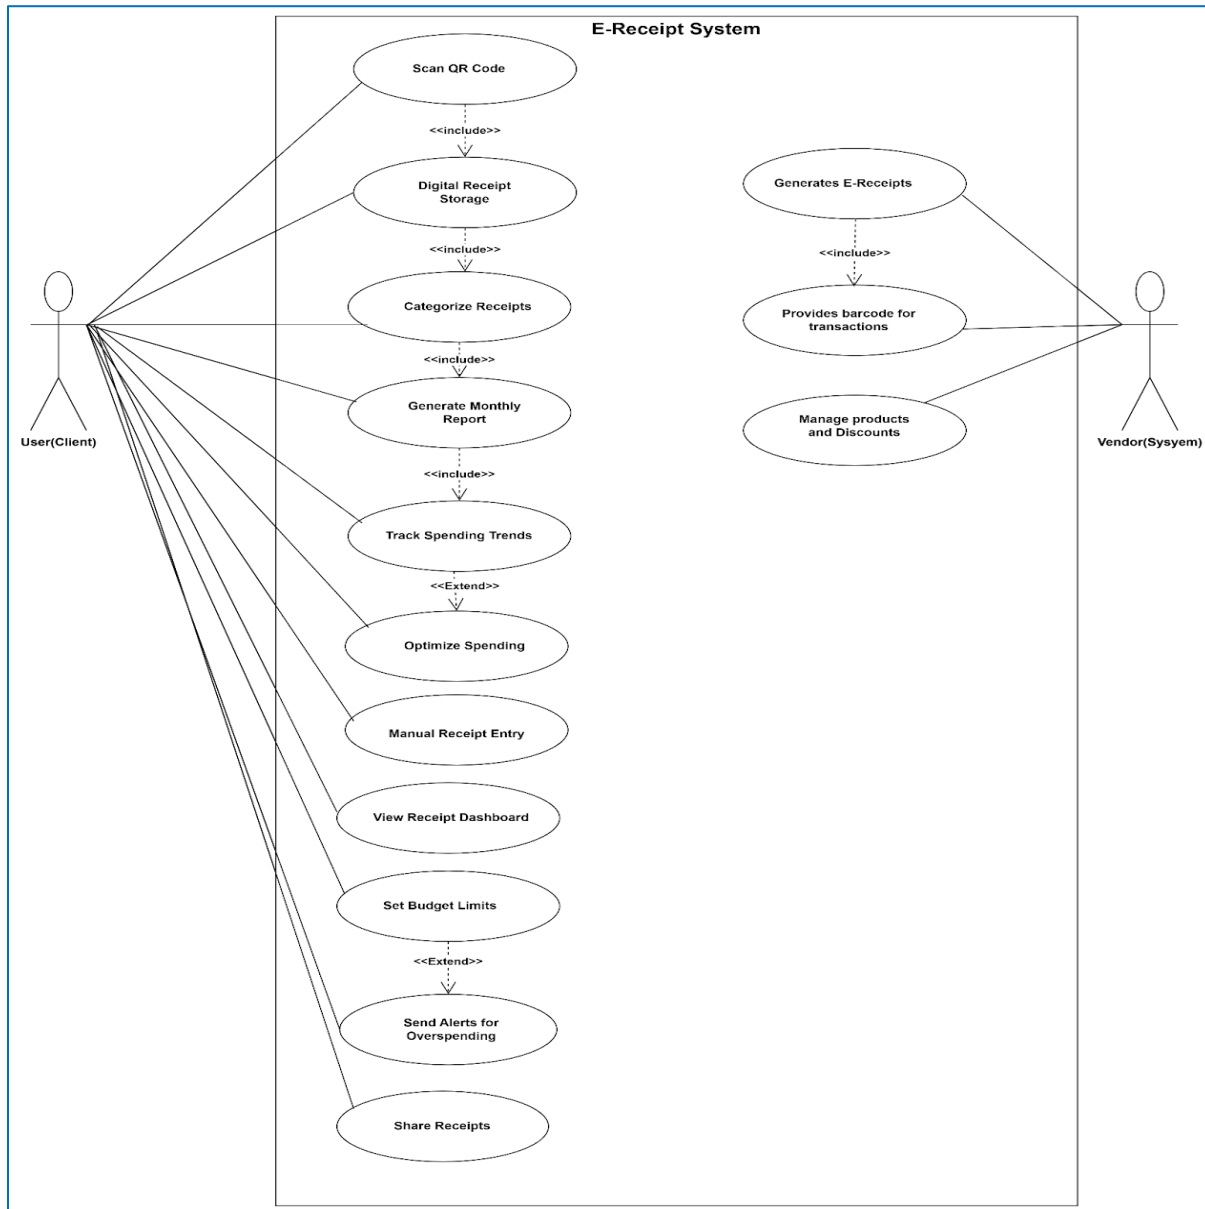 E-Receipt System
Scan QR Code
<<include>>
Digital Receipt
Storage
<<include>>
Categorize Receipts
<<include>>
Generate Monthly
Report
<<include>>
Track Spending Trends
<<Extend>>
Optimize Spending
Manual Receipt Entry
View Receipt Dashboard
Set Budget Limits
<<Extend>>
Send Alerts for
Overspending
Share Receipts
User(Client)
Generates E-Receipts
<<include>>
Provides barcode for
transactions
Manage products
and Discounts
Vendor(Sysyem)